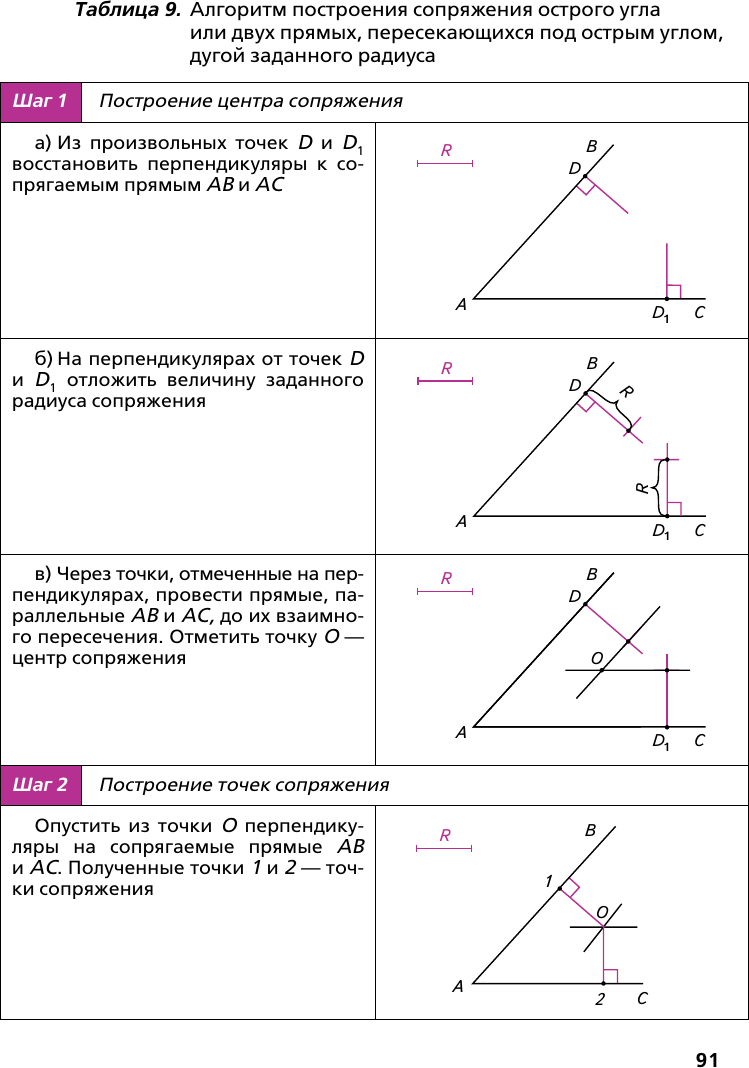 Таблица 9. Алгоритм построения сопряжения острого угла
или двух прямых, пересекающихся под острым углом,
дугой заданного радиуса
Шаг 1 Построение центра сопряжения
а) Из произвольных точек D и D1
восстановить перпендикуляры к со-
прягаемым прямым AB и AC
R
B
D
A
D1
C
б) На перпендикулярах от точек D
и D1 отложить величину заданного
радиуса сопряжения
R
B
D
R
R
A
D1
C
в) Через точки, отмеченные на пер-
пендикулярах, провести прямые, па-
раллельные AB и AC, до их взаимно-
го пересечения. Отметить точку O —
центр сопряжения
R
B
D
O
A
D1
C
Шаг 2 Построение точек сопряжения
Опустить из точки O перпендику-
ляры на сопрягаемые прямые AB
и AC. Полученные точки 1 и 2 — точ-
ки сопряжения
R
B
1
O
A
2
C
91